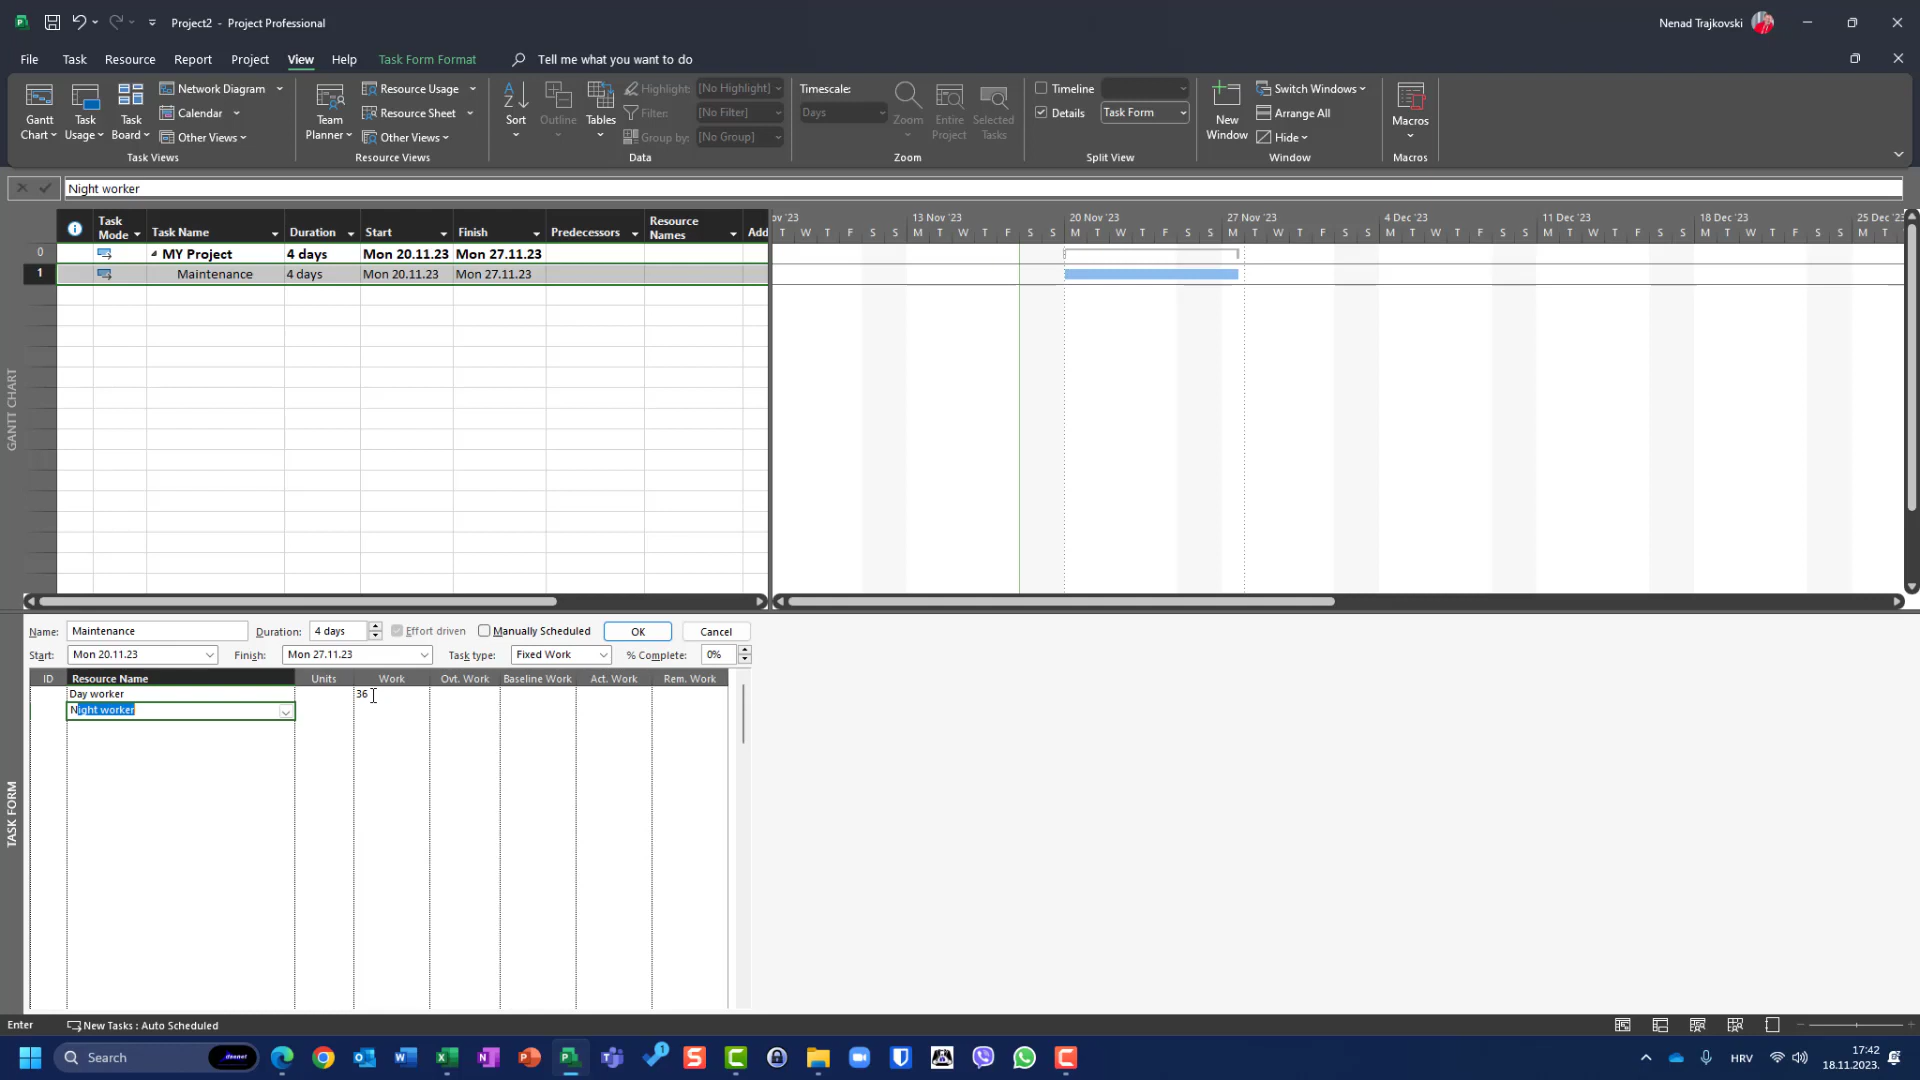 Project2 - Project Professional
Nenad Trajkovski
File Task Resource Report Project View Help Task Form Format Tell me what you want to do
Gantt Chart
Task Usage
Task Board
Network Diagram
Calendar
Other Views
Task Views
Team Planner
Resource Usage
Resource Sheet
Other Views
Resource Views
Sort
Outline
Tables
Highlight: [No Highlight]
Filter: [No Filter]
Group by: [No Group]
Data
Timescale:
Days
Zoom
Entire Project
Selected Tasks
Zoom
Timeline
Details Task Form
Split View
New Window
Switch Windows
Arrange All
Hide
Window
Macros
Macros
Night worker
GANTT CHART
Task Mode Task Name Duration Start Finish Predecessors Resource Names Add
0 MY Project 4 days Mon 20.11.23 Mon 27.11.23
1 Maintenance 4 days Mon 20.11.23 Mon 27.11.23
ov '23 13 Nov '23 20 Nov '23 27 Nov '23 4 Dec '23 11 Dec '23 18 Dec '23 25 Dec '23
T W T F S S M T W T F S S M T W T F S S M T W T F S S M T W T F S S M T W T F S S M T W T F S S M T
Name: Maintenance Duration: 4 days Effort driven Manually Scheduled OK Cancel
Start: Mon 20.11.23 Finish: Mon 27.11.23 Task type: Fixed Work % Complete: 0%
ID Resource Name Units Work Ovt. Work Baseline Work Act. Work Rem. Work
Day worker 36
Night worker
TASK FORM
Enter New Tasks : Auto Scheduled
Search
HRV
17:42
18.11.2023.